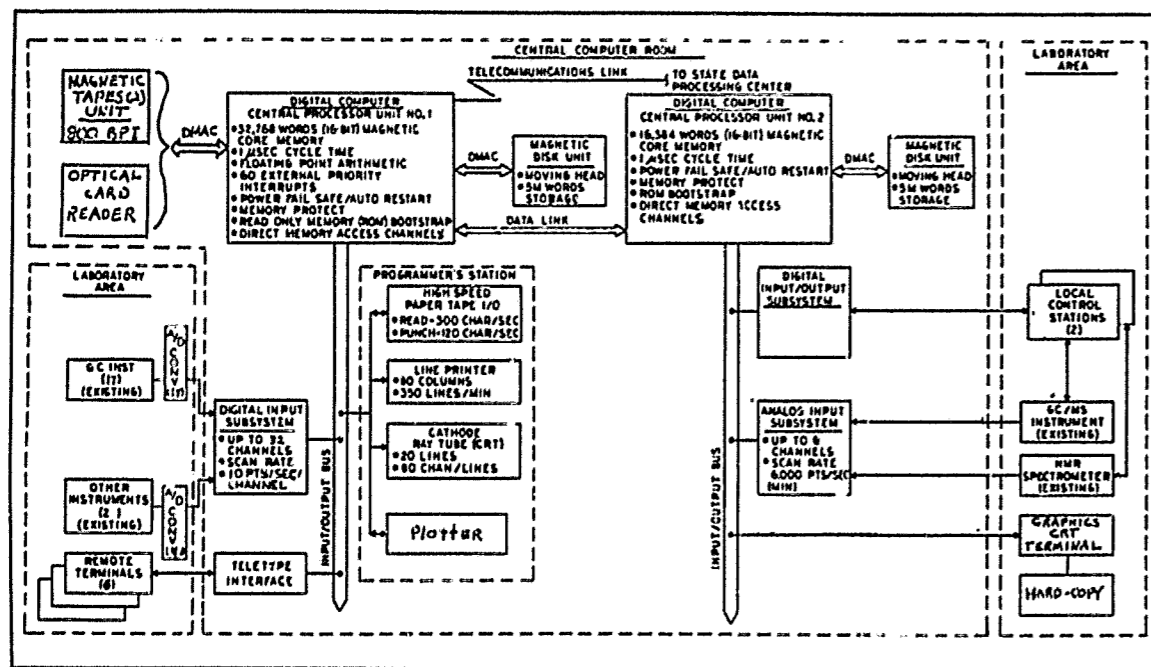 CENTRAL COMPUTER ROOM
TELECOMMUNICATIONS LINK
TO STATE DATA
PROCESSING CENTER
MAGNETIC
TAPES(2)
UNIT
800 BPI
OPTICAL
CARD
READER
DMAC
DIGITAL COMPUTER
CENTRAL PROCESSOR UNIT NO.1
•32,768 WORDS (16-BIT) MAGNETIC
CORE MEMORY
•1 μSEC CYCLE TIME
•FLOATING POINT ARITHMETIC
•60 EXTERNAL PRIORITY
INTERRUPTS
•POWER FAIL SAFE/AUTO RESTART
•MEMORY PROTECT
•READ ONLY MEMORY (ROM) BOOTSTRAP
•DIRECT MEMORY ACCESS CHANNELS
DMAC
MAGNETIC
DISK UNIT
•MOVING HEAD
•5M WORDS
STORAGE
DATA LINK
DIGITAL COMPUTER
CENTRAL PROCESSOR UNIT NO.2
•16,384 WORDS (16-BIT) MAGNETIC
CORE MEMORY
•1 μSEC CYCLE TIME
•POWER FAIL SAFE/AUTO RESTART
•MEMORY PROTECT
•ROM BOOTSTRAP
•DIRECT MEMORY ACCESS
CHANNELS
DMAC
MAGNETIC
DISK UNIT
•MOVING HEAD
•5M WORDS
STORAGE
LABORATORY
AREA
GC INST
(17)
(EXISTING)
A/D
CONV
(17)
OTHER
INSTRUMENTS (2)
(EXISTING)
A/D
CONV
REMOTE
TERMINALS
(6)
DIGITAL INPUT
SUBSYSTEM
• UP TO 32
CHANNELS
• SCAN RATE
•10 PTS/SEC/
CHANNEL
TELETYPE
INTERFACE
INPUT/OUTPUT BUS
PROGRAMMER'S STATION
HIGH SPEED
PAPER TAPE I/O
•READ=300 CHAR/SEC
•PUNCH=120 CHAR/SEC
LINE PRINTER
•80 COLUMNS
•350 LINES/MIN
CATHODE
RAY TUBE (CRT)
•20 LINES
•80 CHAN/LINES
Plotter
INPUT/OUTPUT BUS
DIGITAL
INPUT/OUTPUT
SUBSYSTEM
ANALOG INPUT
SUBSYSTEM
• UP TO 8
CHANNELS
• SCAN RATE
6,000 PTS/SEC
(MIN)
LABORATORY
AREA
LOCAL
CONTROL
STATIONS
(2)
GC/MS
INSTRUMENT
(EXISTING)
NMR
SPECTROMETER
(EXISTING)
GRAPHICS
CRT
TERMINAL
HARD-COPY